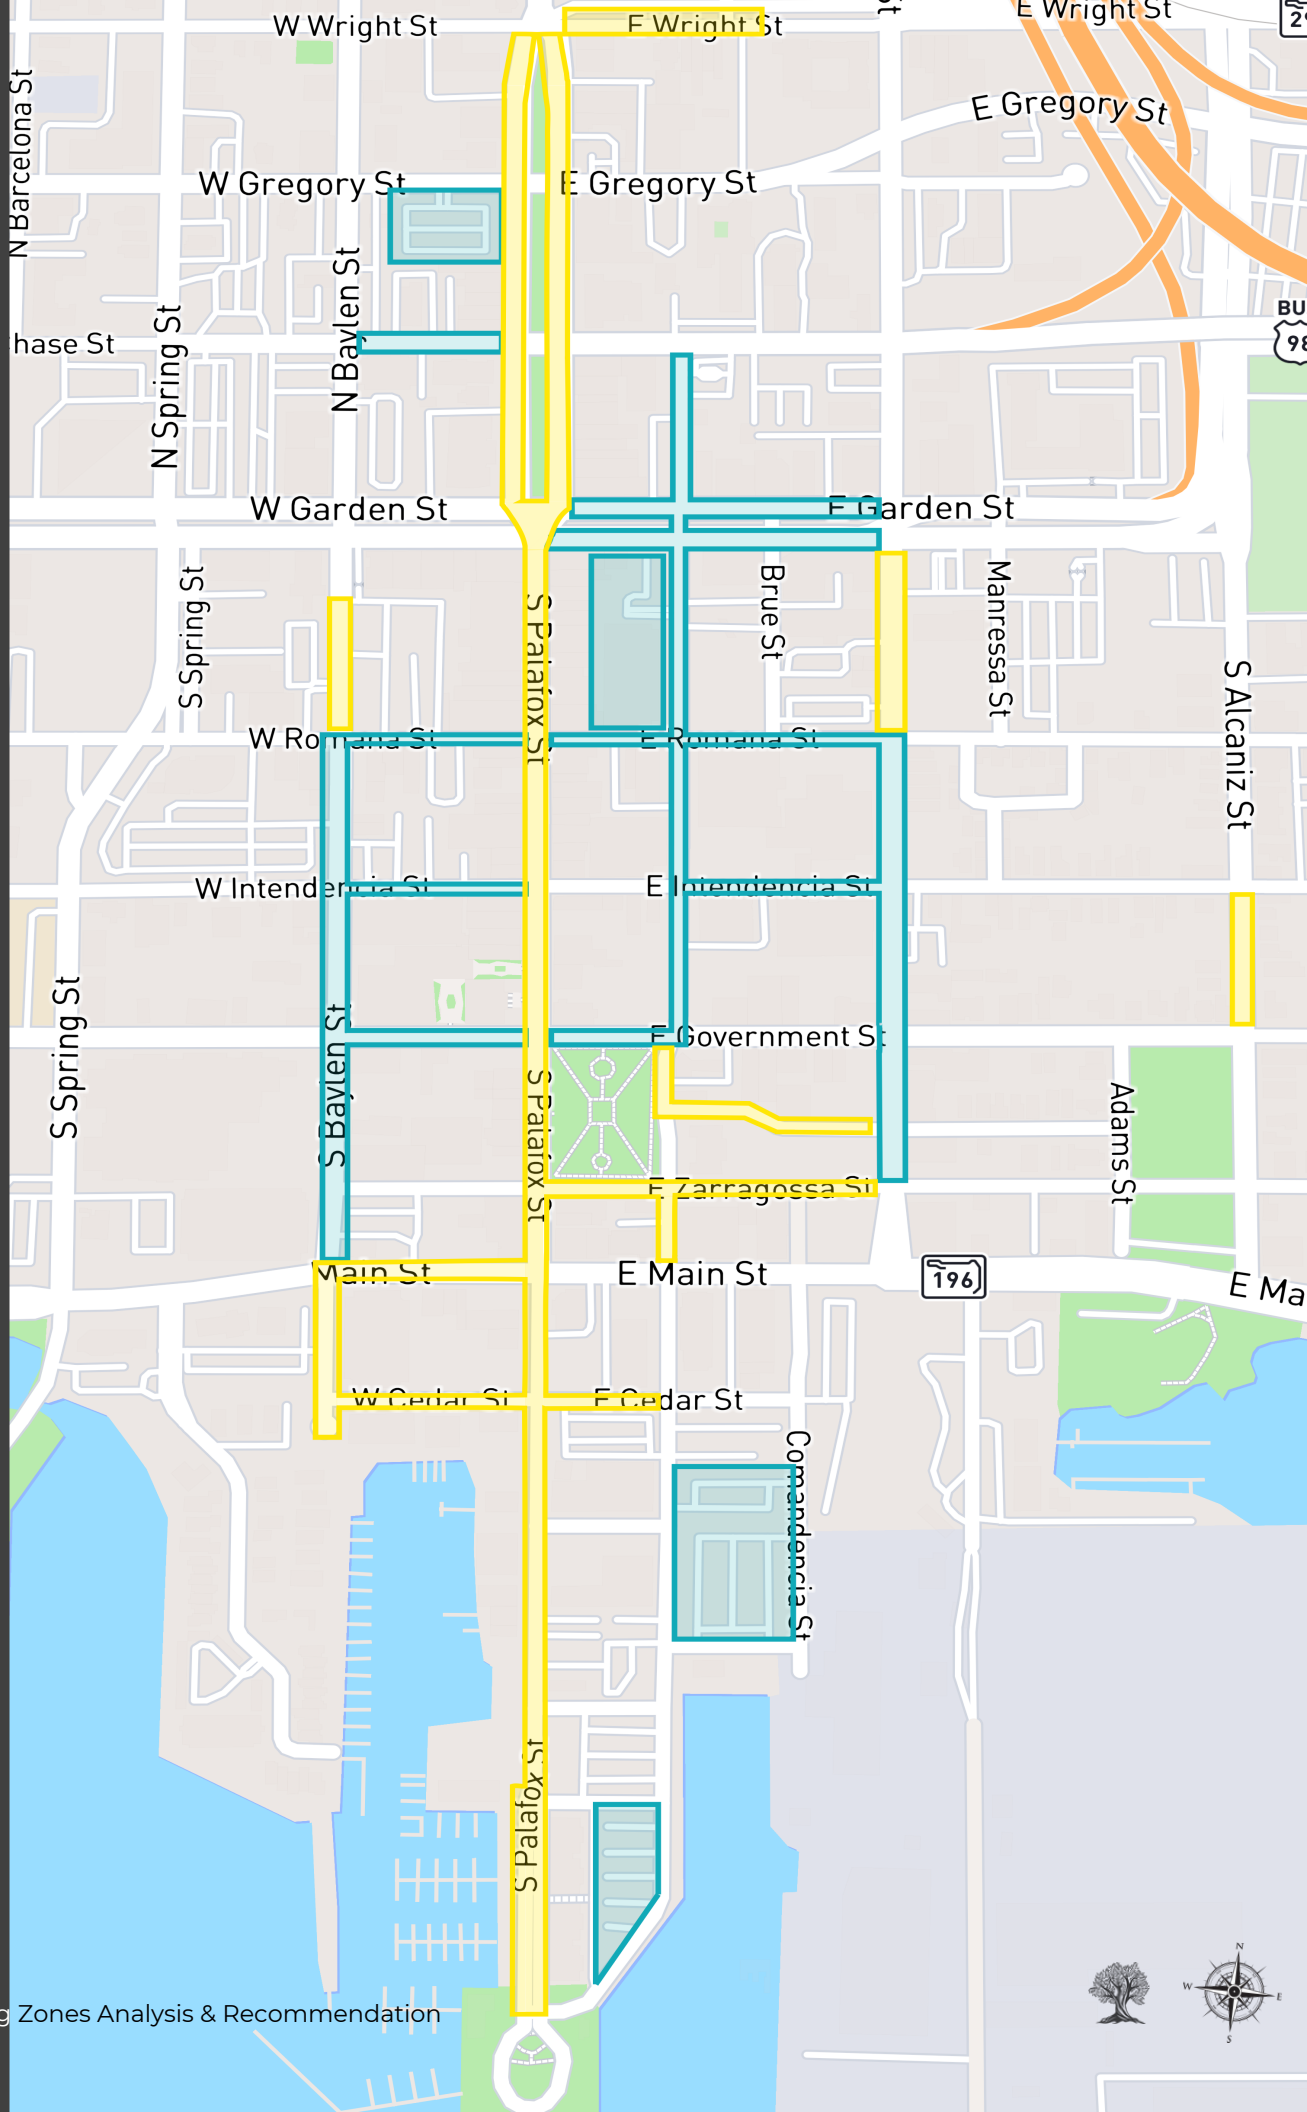 W Wright St
E Wright St
E Wright St
N Barcelona St
E Gregory St
W Gregory St
E Gregory St
N Baylen St
N Spring St
hase St
BU
98
W Garden St
E Garden St
S Spring St
S Palafox St
Brue St
Manressa St
S Alcaniz St
W Romana St
E Romana St
W Intendencia St
E Intendencia St
S Spring St
S Baylen St
E Government St
S Palafox St
Adams St
E Zarragossa St
Main St
E Main St
196
E Ma
W Cedar St
E Cedar St
Comandencia St
S Palafox St
g Zones Analysis & Recommendation
N
W
E
S